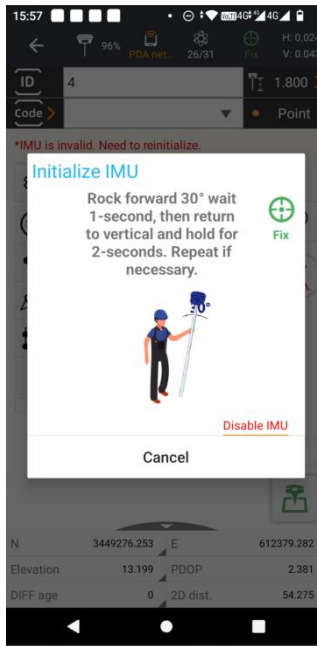 15:57
4G 4G
96%
PDA net...
26/31
Fix
H: 0.024
V: 0.04
ID 4 1.800
Code Point
*IMU is invalid. Need to reinitialize.
Initialize IMU
Rock forward 30° wait
1-second, then return
to vertical and hold for
2-seconds. Repeat if
necessary.
Fix
30°
Disable IMU
Cancel
N 3449276.253 E 612379.282
Elevation 13.199 PDOP 2.381
DIFF age 0 2D dist. 54.275